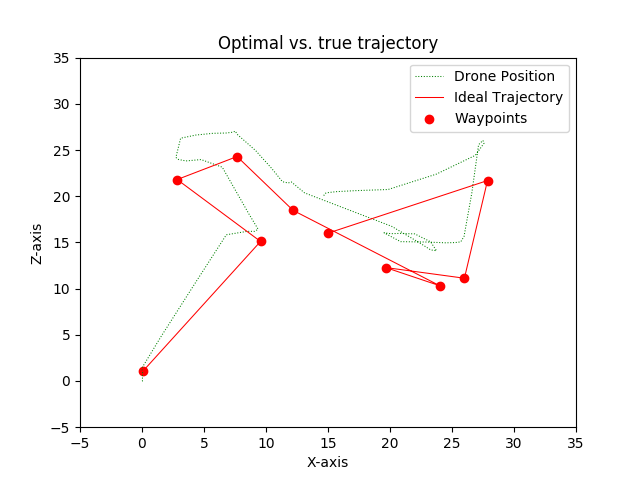 Optimal vs. true trajectory
Drone Position
Ideal Trajectory
Waypoints
35
30
25
20
15
10
5
0
−5
Z-axis
−5 0 5 10 15 20 25 30 35
X-axis